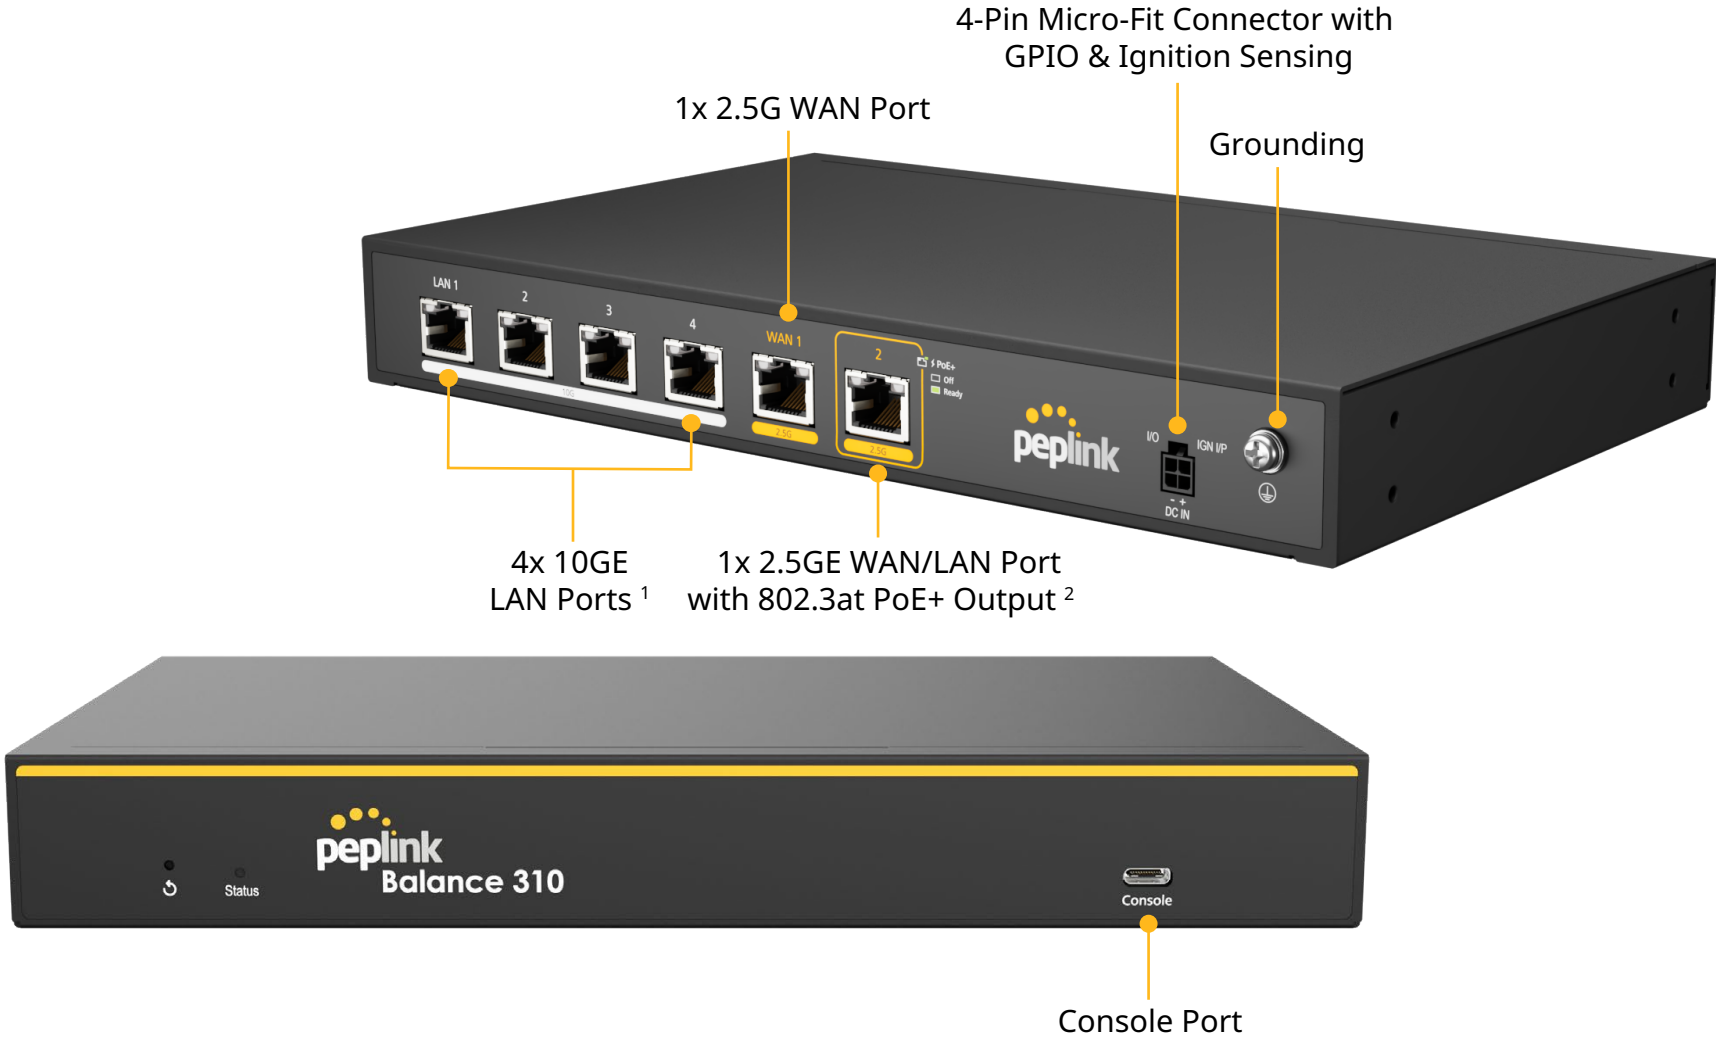 4-Pin Micro-Fit Connector with
GPIO & Ignition Sensing
1x 2.5G WAN Port
Grounding
LAN 1
2
3
4
WAN 1
2
PoE+
Off
Ready
10G
2.5G
2.5G
peplink
I/O
IGN I/P
- +
DC IN
4x 10GE
LAN Ports 1
1x 2.5GE WAN/LAN Port
with 802.3at PoE+ Output 2
peplink
Balance 310
Status
Console
Console Port